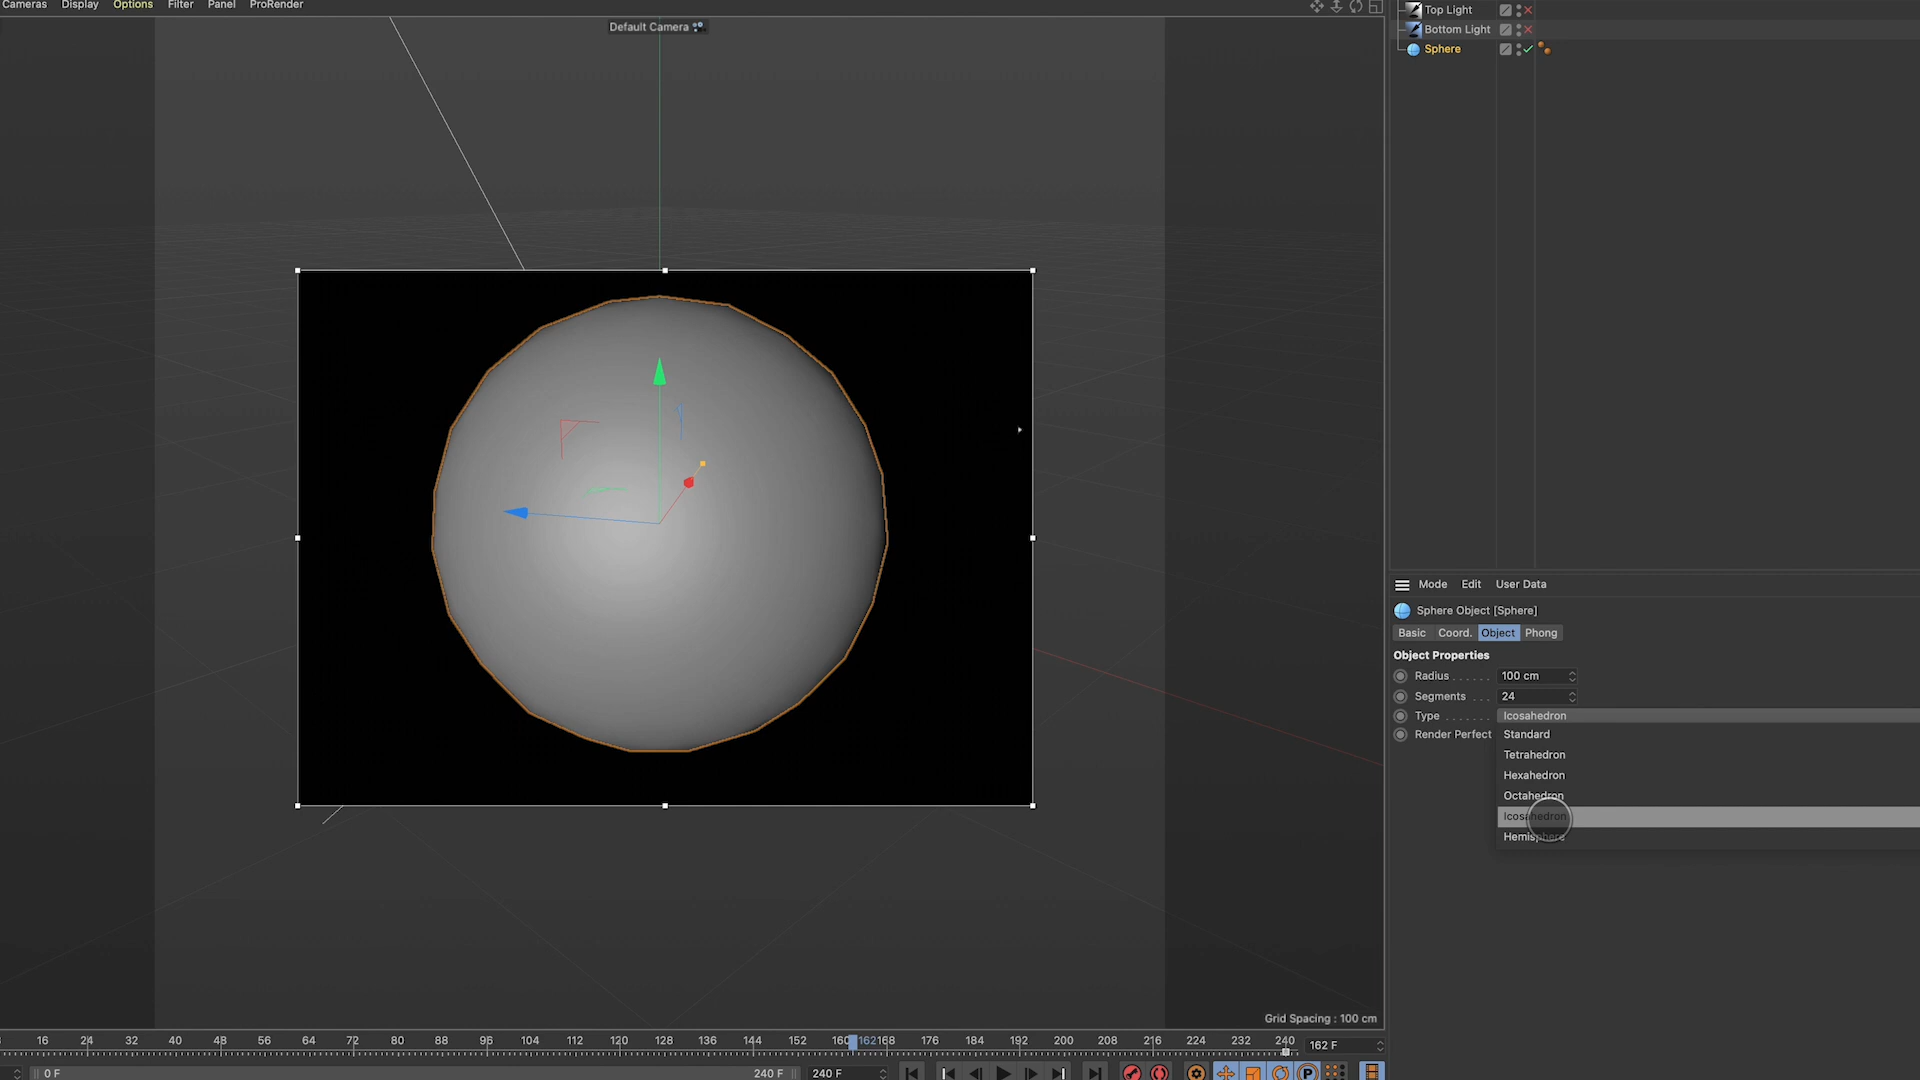 Cameras Display Options Filter Panel ProRender
Default Camera
Top Light
Bottom Light
Sphere
Mode Edit User Data
Sphere Object [Sphere]
Basic Coord. Object Phong
Object Properties
Radius . . . . . . 100 cm
Segments . . . 24
Type . . . . . . . Icosahedron
Render Perfect
Standard
Tetrahedron
Hexahedron
Octahedron
Icosahedron
Hemisphere
Grid Spacing : 100 cm
16 24 32 40 48 56 64 72 80 88 96 104 112 120 128 136 144 152 160 162 168 176 184 192 200 208 216 224 232 240 162 F
0 F 240 F 240 F
P